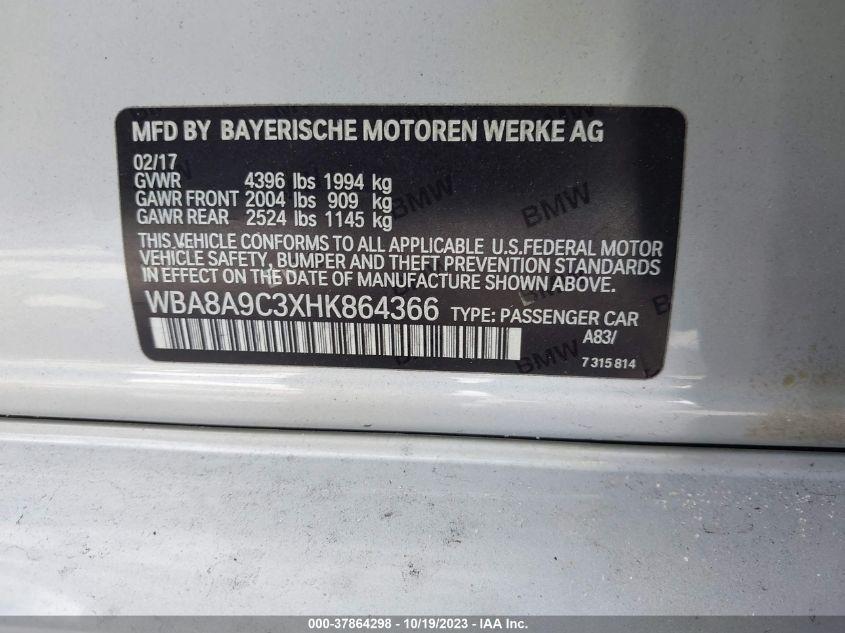 MFD BY BAYERISCHE MOTOREN WERKE AG
02/17
GVWR 4396 lbs 1994 kg
GAWR FRONT 2004 lbs 909 kg
GAWR REAR 2524 lbs 1145 kg
THIS VEHICLE CONFORMS TO ALL APPLICABLE U.S.FEDERAL MOTOR
VEHICLE SAFETY, BUMPER AND THEFT PREVENTION STANDARDS
IN EFFECT ON THE DATE OF MANUFACTURE SHOWN ABOVE.
WBA8A9C3XHK864366 TYPE: PASSENGER CAR
A83/
7 315 814
BMW
BMW
BMW
000-37864298 - 10/19/2023 - IAA Inc.